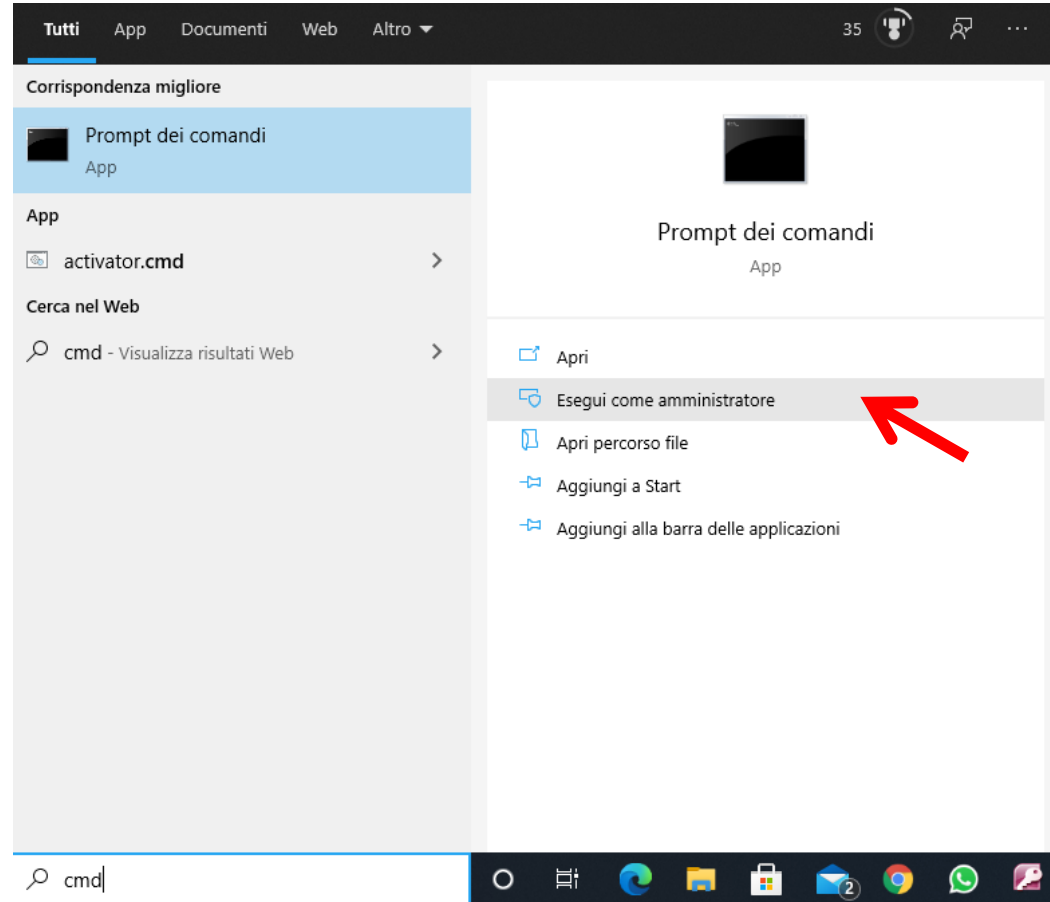 Tutti App Documenti Web Altro 35 ...
Corrispondenza migliore
Prompt dei comandi
App
App
activator.cmd
Cerca nel Web
cmd - Visualizza risultati Web
Prompt dei comandi
App
Apri
Esegui come amministratore
Apri percorso file
Aggiungi a Start
Aggiungi alla barra delle applicazioni
cmd
2